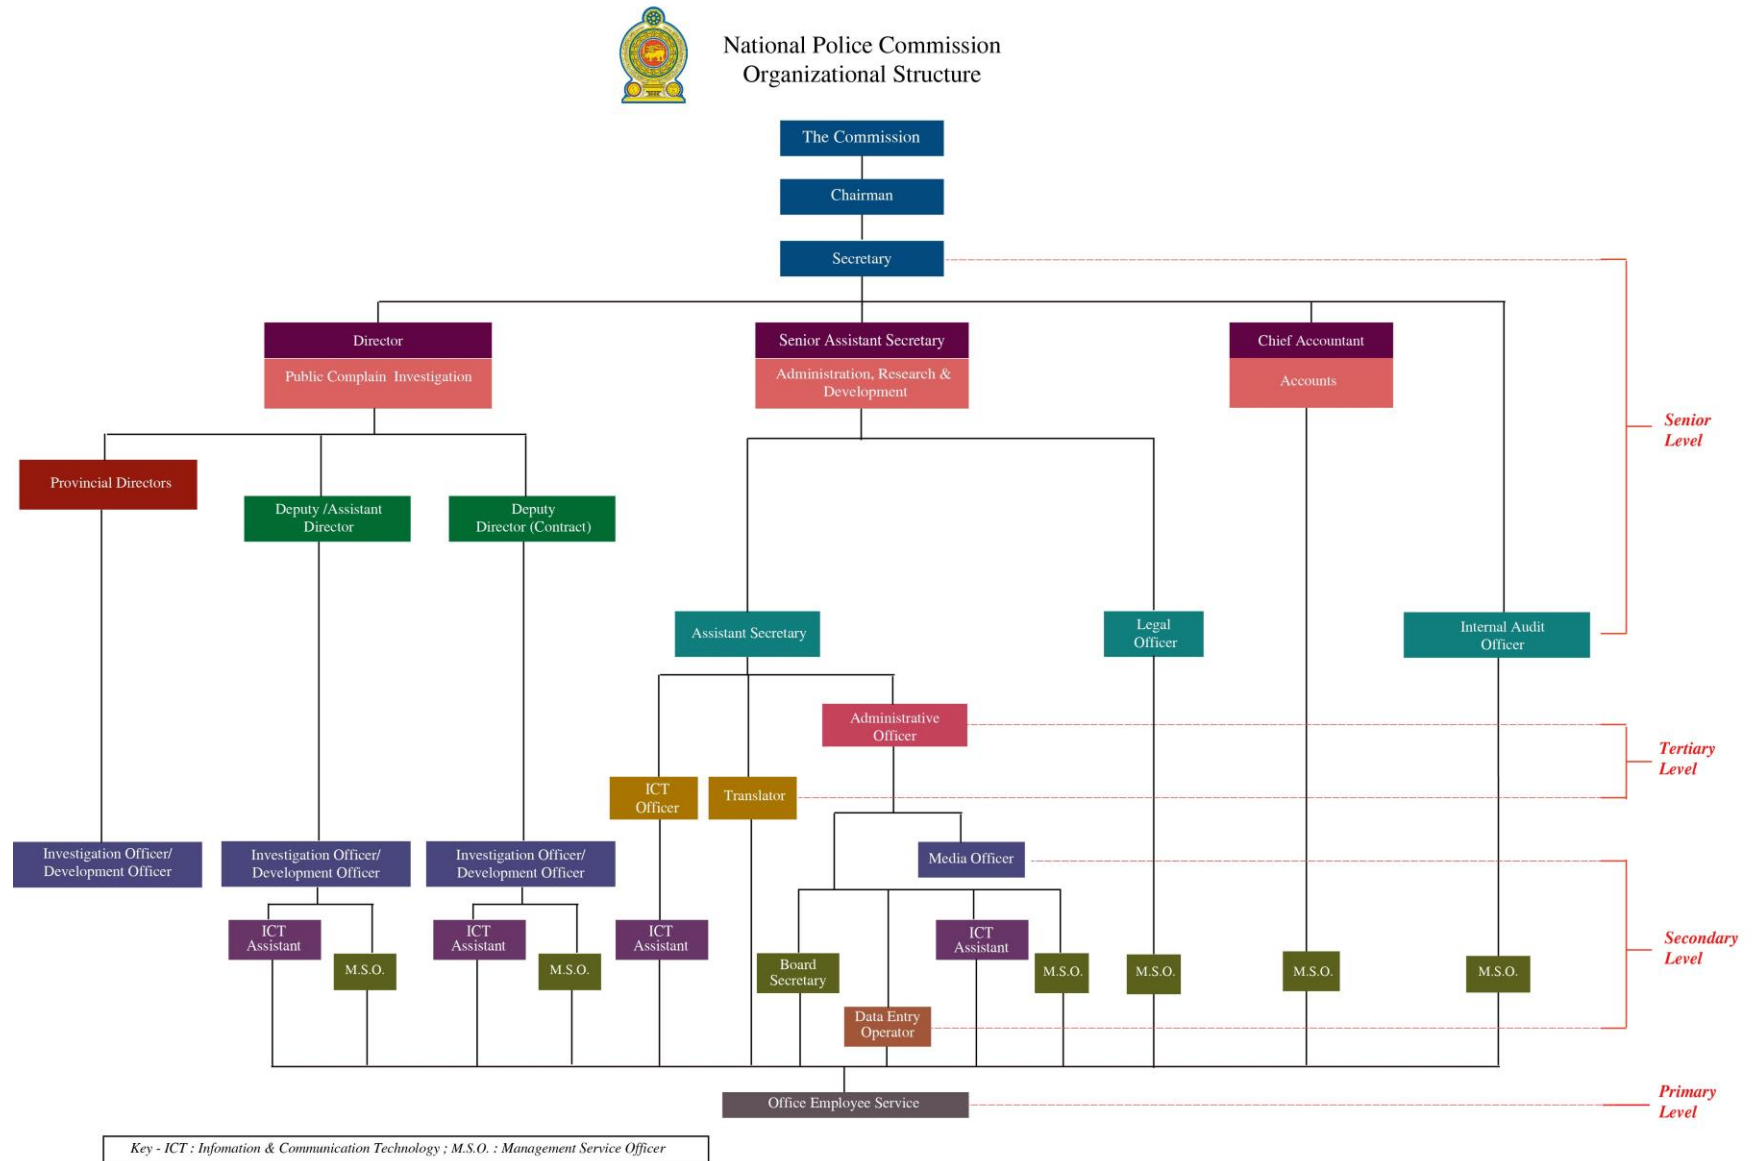 National Police Commission
Organizational Structure
The Commission
Chairman
Secretary
Director
Public Complain Investigation
Senior Assistant Secretary
Administration, Research &
Development
Chief Accountant
Accounts
Senior
Level
Provincial Directors
Deputy /Assistant
Director
Deputy
Director (Contract)
Assistant Secretary
Legal
Officer
Internal Audit
Officer
Administrative
Officer
Tertiary
Level
ICT
Officer
Translator
Investigation Officer/
Development Officer
Investigation Officer/
Development Officer
Investigation Officer/
Development Officer
Media Officer
ICT
Assistant
M.S.O.
ICT
Assistant
M.S.O.
ICT
Assistant
Board
Secretary
ICT
Assistant
M.S.O.
M.S.O.
M.S.O.
M.S.O.
Secondary
Level
Data Entry
Operator
Office Employee Service
Primary
Level
Key - ICT : Infomation & Communication Technology ; M.S.O. : Management Service Officer